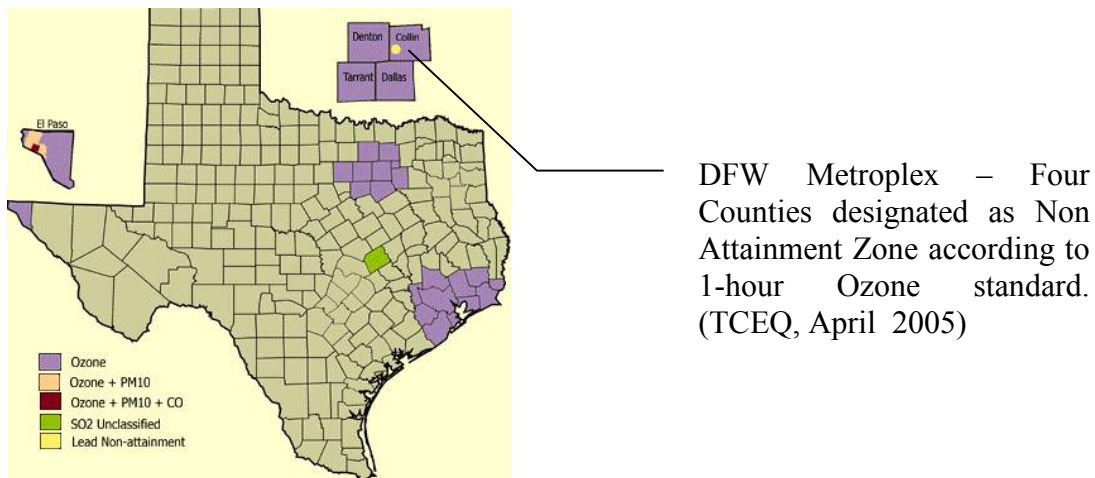 Denton Collin
Tarrant Dallas
El Paso
DFW Metroplex – Four
Counties designated as Non
Attainment Zone according to
1-hour Ozone standard.
(TCEQ, April 2005)
Ozone
Ozone + PM10
Ozone + PM10 + CO
SO2 Unclassified
Lead Non-attainment